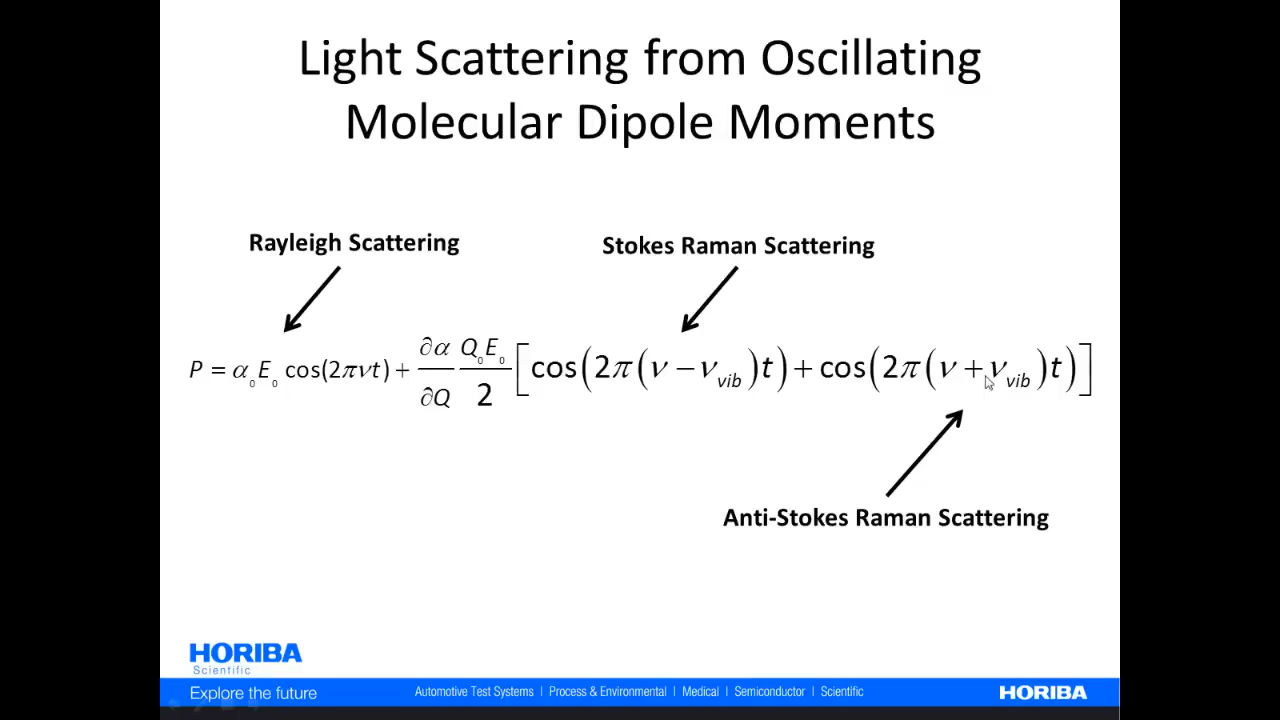 Light Scattering from Oscillating
Molecular Dipole Moments
Rayleigh Scattering
Stokes Raman Scattering
P = α₀E₀ cos(2πνt) + ∂α/∂Q Q₀E₀/2 [cos(2π(ν − ν_vib)t) + cos(2π(ν + ν_vib)t)]
Anti-Stokes Raman Scattering
HORIBA
Scientific
Explore the future
Automotive Test Systems | Process & Environmental | Medical | Semiconductor | Scientific
HORIBA